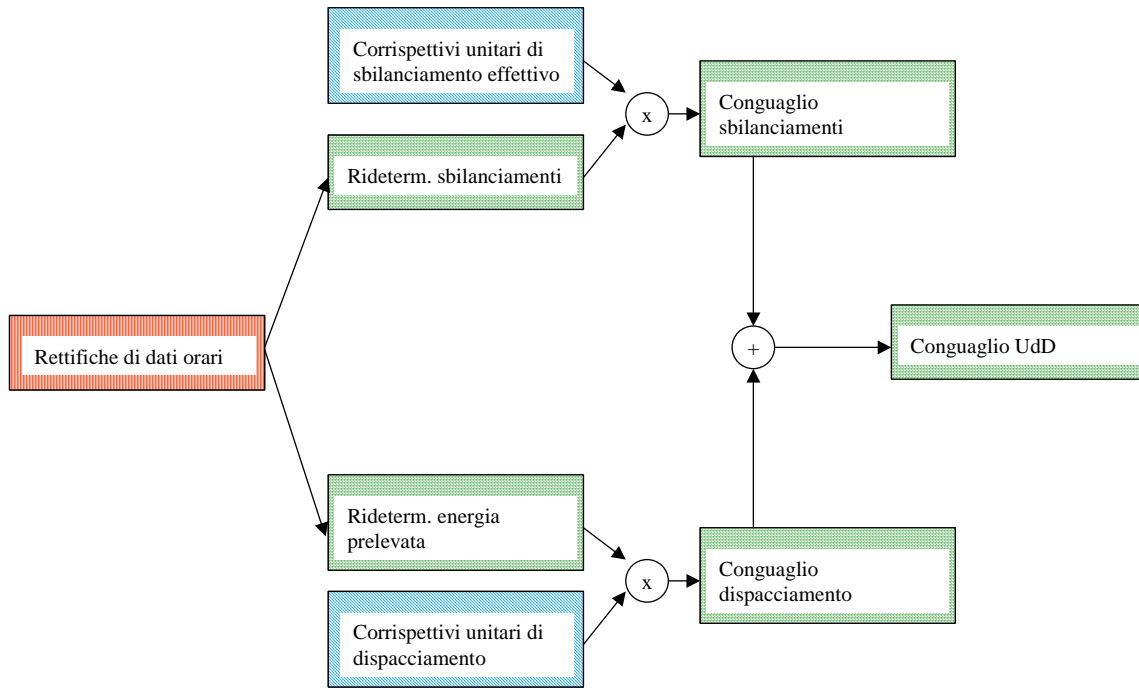 Corrispettivi unitari di
sbilanciamento effettivo
x
Conguaglio
sbilanciamenti
Rideterm. sbilanciamenti
Rettifiche di dati orari
+
Conguaglio UdD
Rideterm. energia
prelevata
x
Conguaglio
dispacciamento
Corrispettivi unitari di
dispacciamento